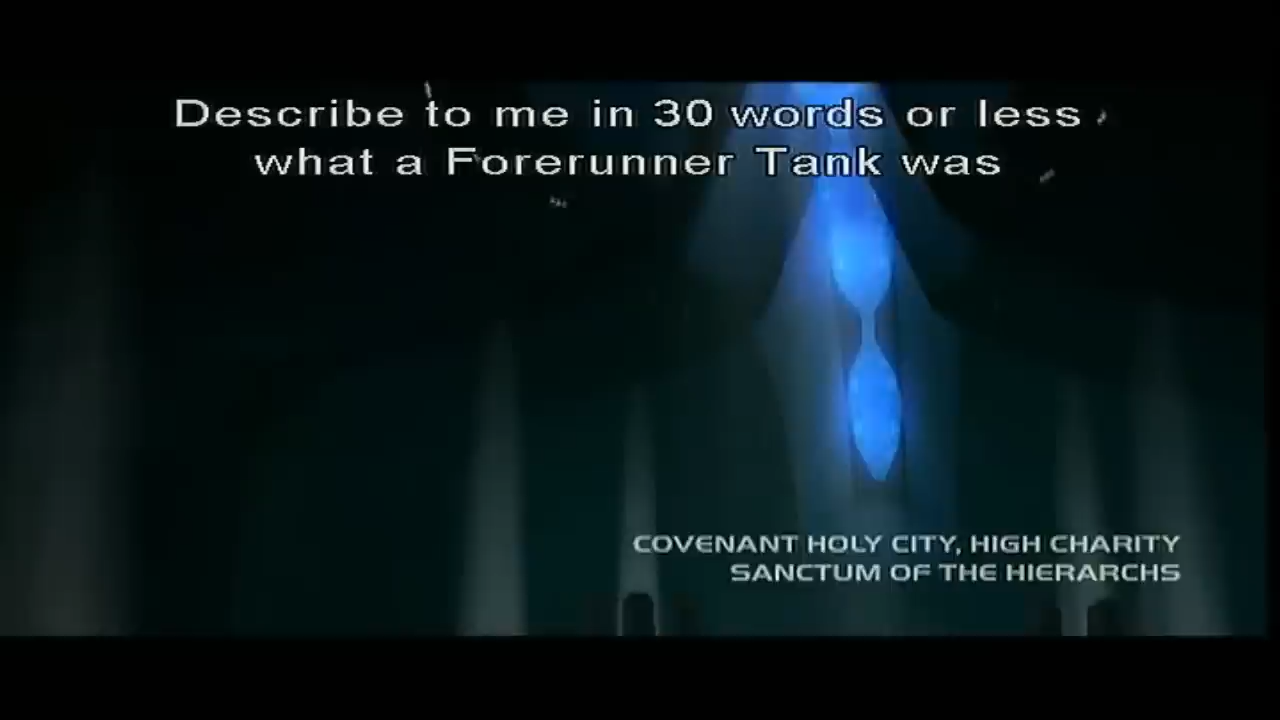 Describe to me in 30 words or less
what a Forerunner Tank was
COVENANT HOLY CITY, HIGH CHARITY
SANCTUM OF THE HIERARCHS